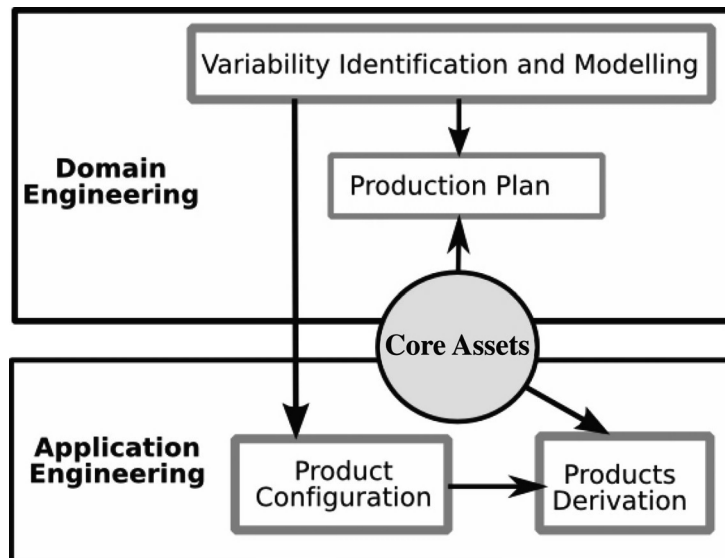 Variability Identification and Modelling
Domain
Engineering
Production Plan
Core Assets
Application
Engineering
Product
Configuration
Products
Derivation